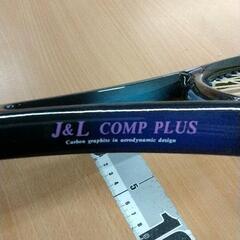 J&L COMP PLUS
Carbon graphite in aerodynamic design
5